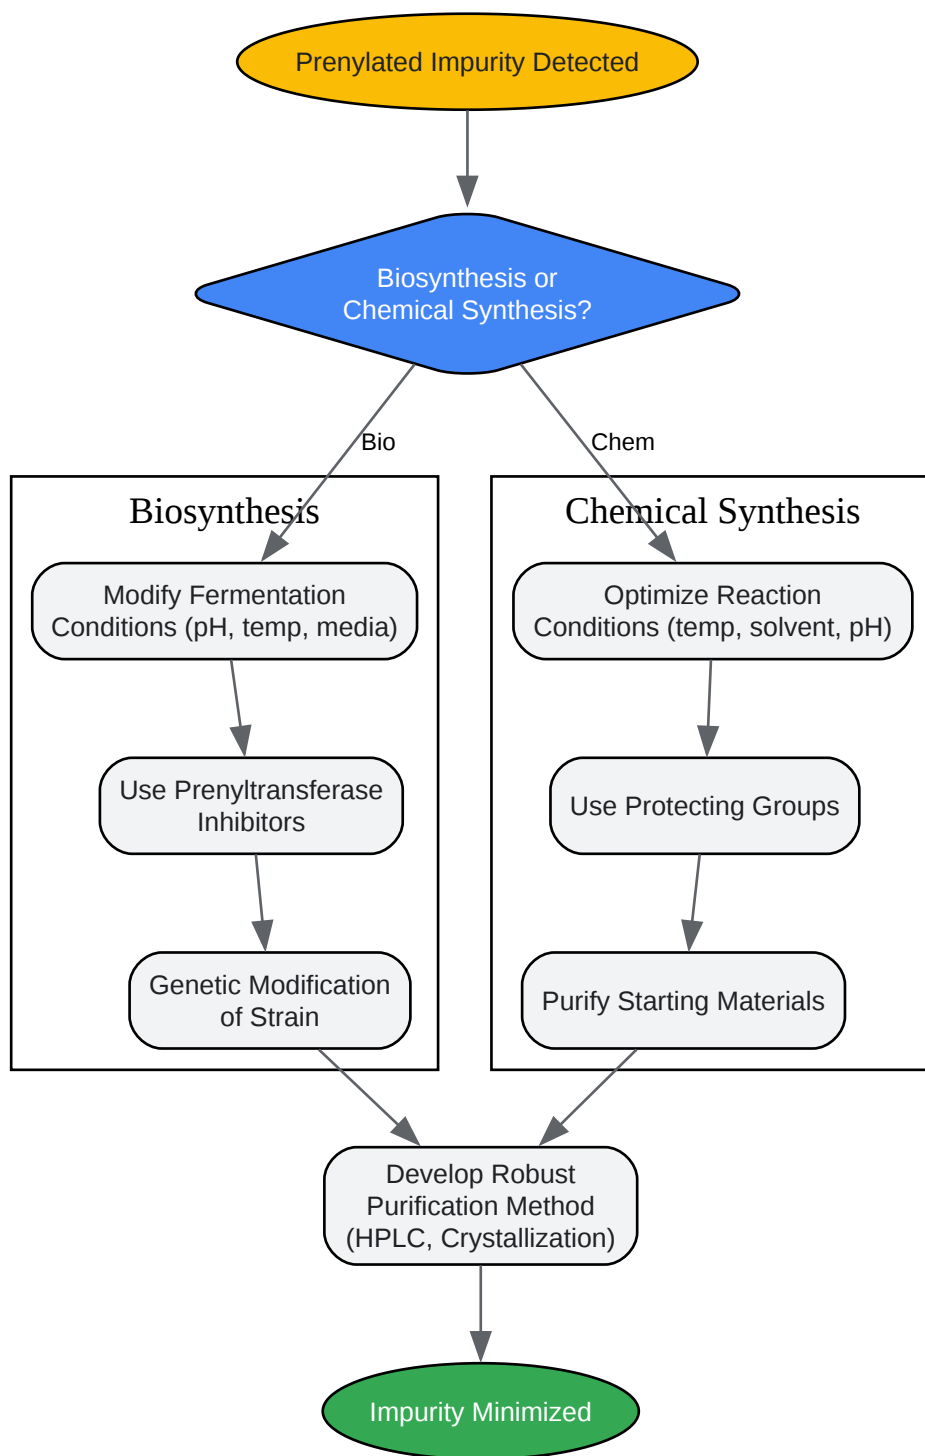 Prenylated Impurity Detected
Biosynthesis or
Chemical Synthesis?
Bio
Chem
Biosynthesis
Modify Fermentation
Conditions (pH, temp, media)
Use Prenyltransferase
Inhibitors
Genetic Modification
of Strain
Chemical Synthesis
Optimize Reaction
Conditions (temp, solvent, pH)
Use Protecting Groups
Purify Starting Materials
Develop Robust
Purification Method
(HPLC, Crystallization)
Impurity Minimized